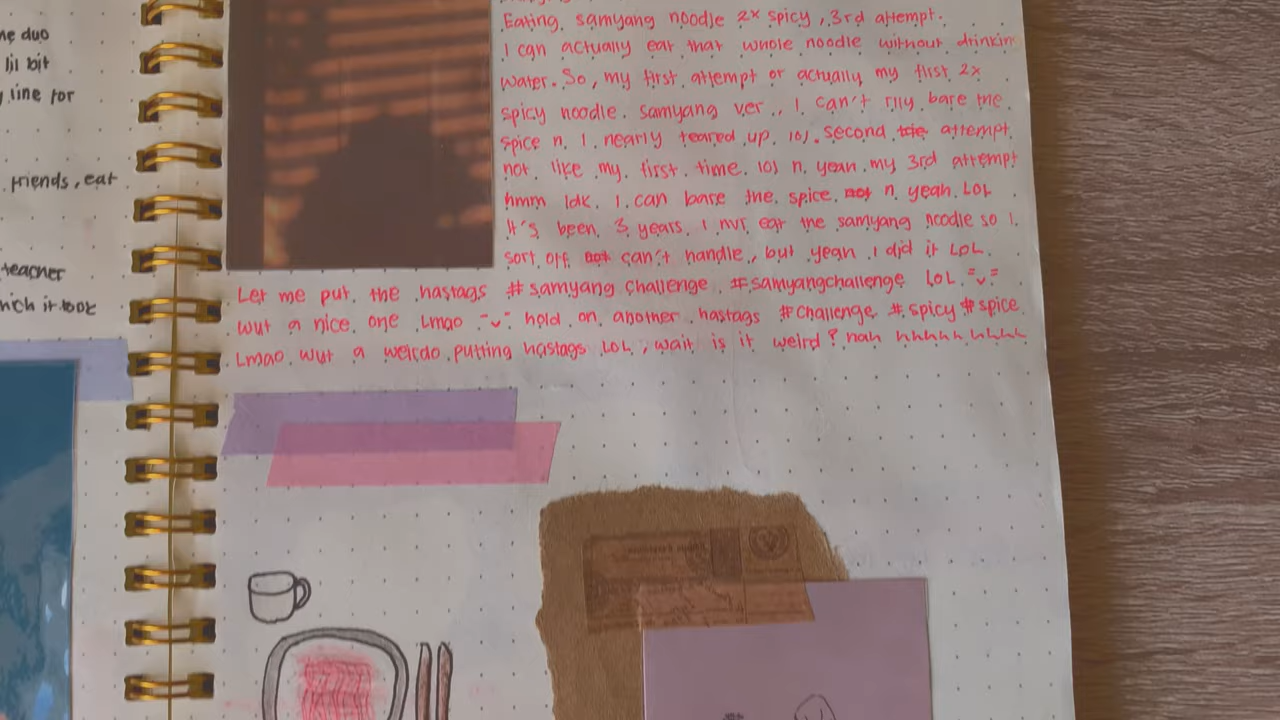 ne duo
lil bit
line for
friends, eat
teacher
which it took
Eating samyang noodle 2x spicy, 3rd attempt.
I can actually eat that whole noodle without drinkin
water. So, my first attempt or actually my first 2x
spicy noodle samyang ver., I can't rlly bare the
spice n I nearly teared up lol. second attempt
not like my first time lol n yeah my 3rd attempt
hmm Idk. I can bare the spice n yeah LOL
It's been 3 years I nvr eat the samyang noodle so I
sort off can't handle, but yeah I did it LOL.
Let me put the hastags #samyang challenge #samyangchallenge LOL "v"
wut a nice one Lmao "v" hold on another hastags #challenge #spicy #spice
Lmao wut a weirdo putting hastags LOL, wait is it weird? nah hhhhh hhhh